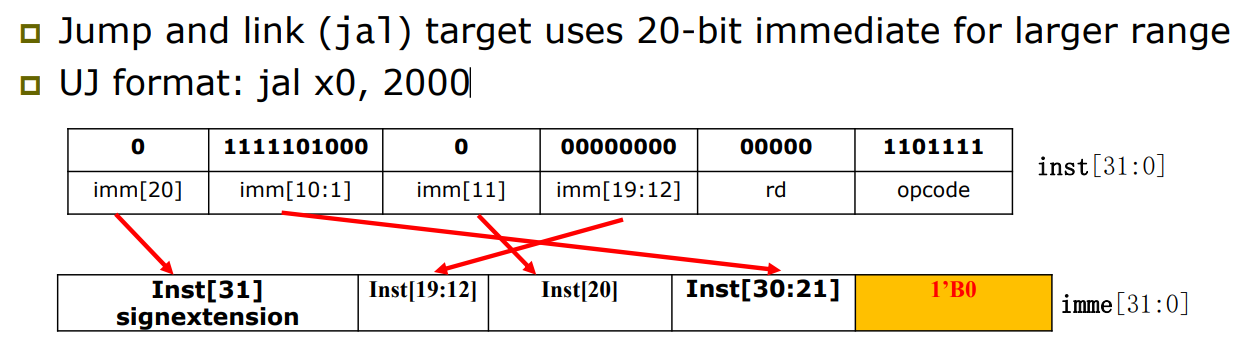 Jump and link (jal) target uses 20-bit immediate for larger range
UJ format: jal x0, 2000
0 1111101000 0 00000000 00000 1101111
inst[31:0]
imm[20] imm[10:1] imm[11] imm[19:12] rd opcode
Inst[31] Inst[19:12] Inst[20] Inst[30:21] 1’B0
signextension
imme[31:0]